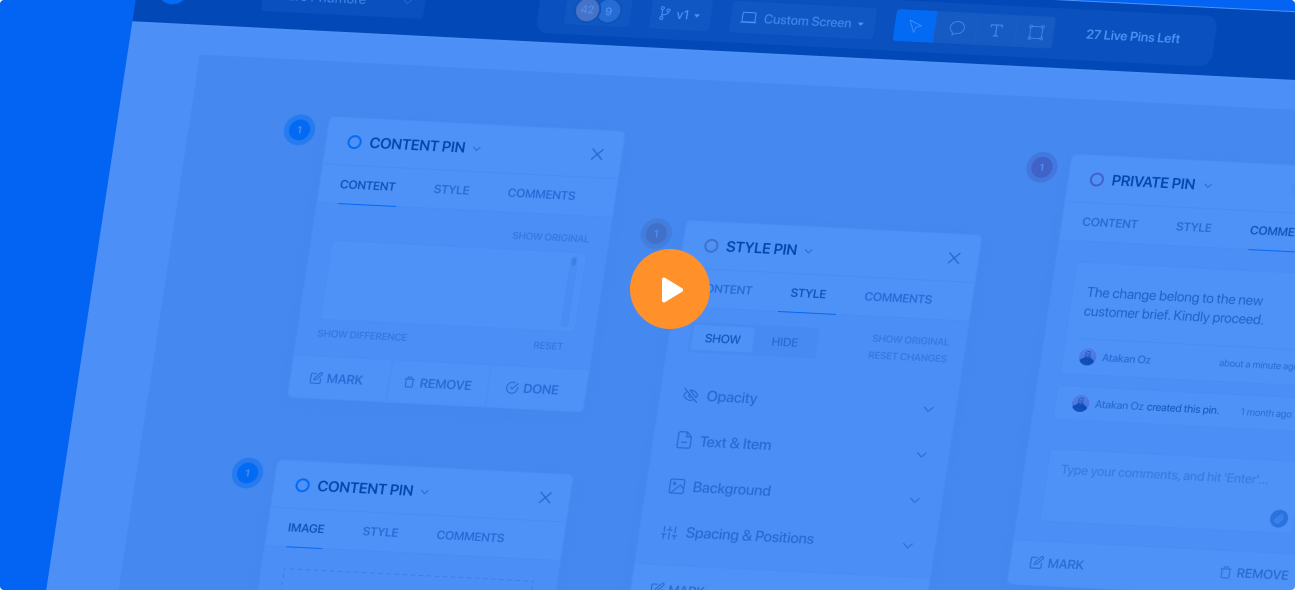 42 9
v1
Custom Screen
27 Live Pins Left
1
CONTENT PIN
CONTENT STYLE COMMENTS
SHOW ORIGINAL
SHOW DIFFERENCE
RESET
MARK REMOVE DONE
1
STYLE PIN
STYLE COMMENTS
SHOW HIDE
SHOW ORIGINAL
RESET CHANGES
Opacity
Text & Item
Background
Spacing & Positions
MARK
1
PRIVATE PIN
CONTENT STYLE
The change belong to the new
customer brief. Kindly proceed.
Atakan Oz about a minute ago
Atakan Oz created this pin. 1 month ago
Type your comments, and hit 'Enter'...
MARK REMOVE
1
CONTENT PIN
IMAGE STYLE COMMENTS